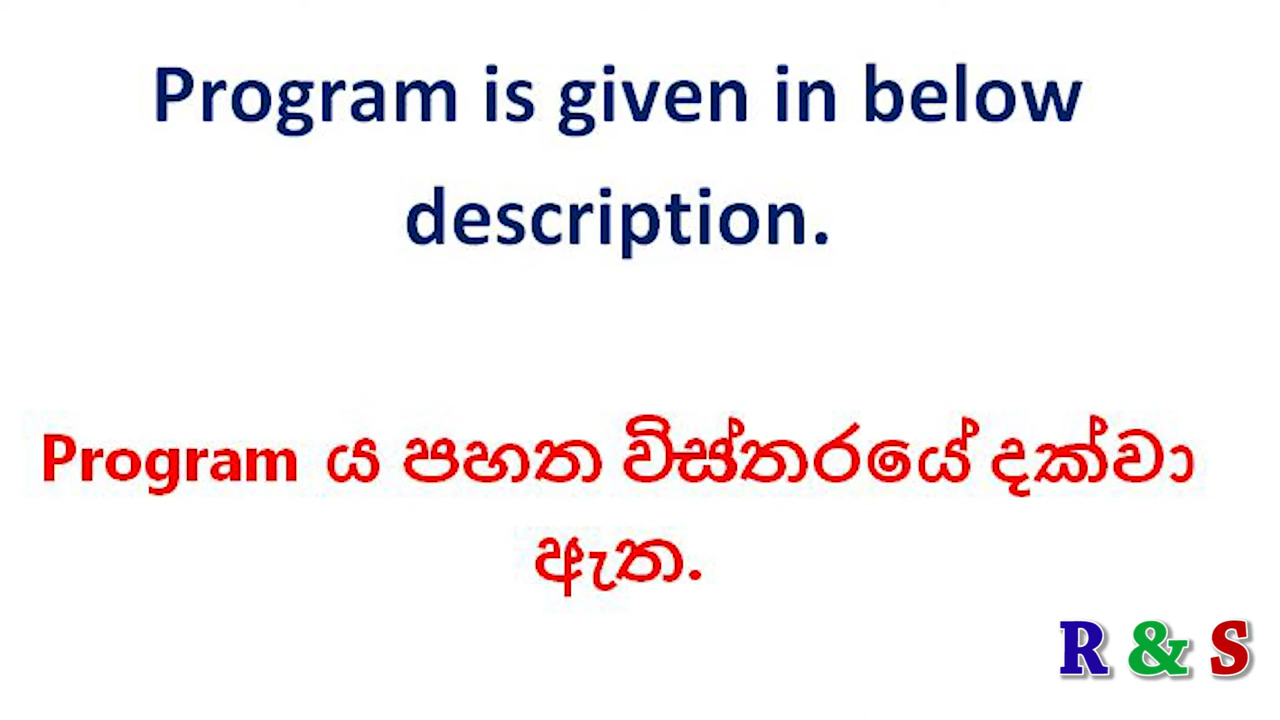 Program is given in below
description.
Program ය පහත විස්තරයේ දක්වා
ඇත.
R & S